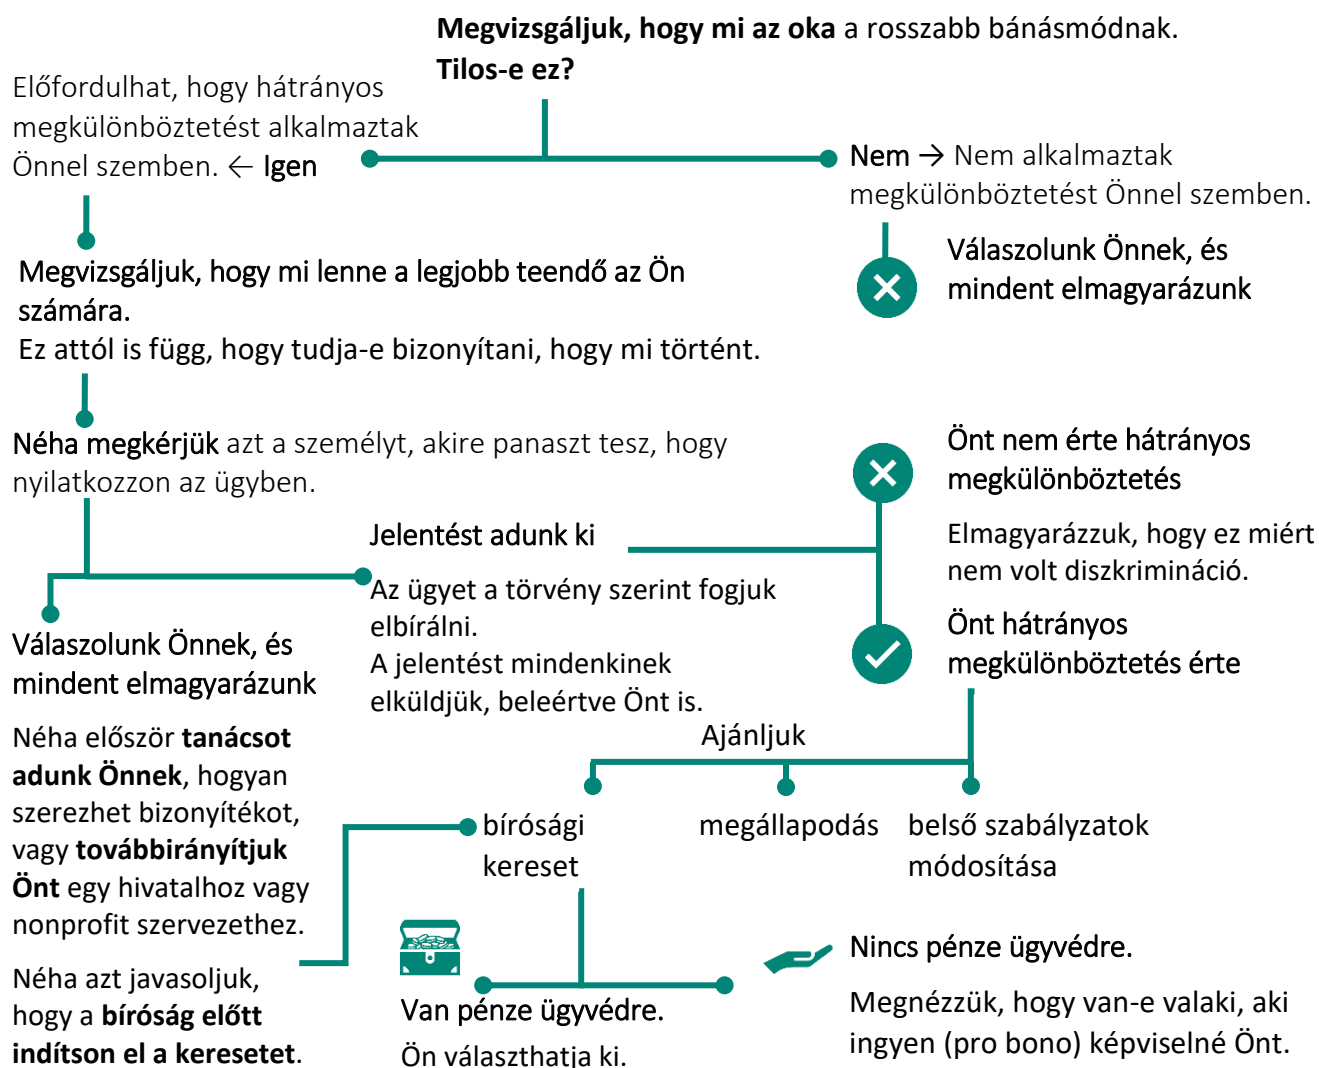 Megvizsgáljuk, hogy mi az oka a rosszabb bánásmódnak.
Tilos-e ez?
Előfordulhat, hogy hátrányos
megkülönböztetést alkalmaztak
Önnel szemben. ← Igen
Nem → Nem alkalmaztak
megkülönböztetést Önnel szemben.
Válaszolunk Önnek, és
mindent elmagyarázunk
Megvizsgáljuk, hogy mi lenne a legjobb teendő az Ön
számára.
Ez attól is függ, hogy tudja-e bizonyítani, hogy mi történt.
Néha megkérjük azt a személyt, akire panaszt tesz, hogy
nyilatkozzon az ügyben.
Önt nem érte hátrányos
megkülönböztetés
Elmagyarázzuk, hogy ez miért
nem volt diszkrimináció.
Jelentést adunk ki
Az ügyet a törvény szerint fogjuk
elbírálni.
A jelentést mindenkinek
elküldjük, beleértve Önt is.
Önt hátrányos
megkülönböztetés érte
Válaszolunk Önnek, és
mindent elmagyarázunk
Néha először tanácsot
adunk Önnek, hogyan
szerezhet bizonyítékot,
vagy továbbirányítjuk
Önt egy hivatalhoz vagy
nonprofit szervezethez.
Néha azt javasoljuk,
hogy a bíróság előtt
indítson el a keresetet.
Ajánljuk
bírósági
kereset
megállapodás
belső szabályzatok
módosítása
Van pénze ügyvédre.
Ön választhatja ki.
Nincs pénze ügyvédre.
Megnézzük, hogy van-e valaki, aki
ingyen (pro bono) képviselné Önt.